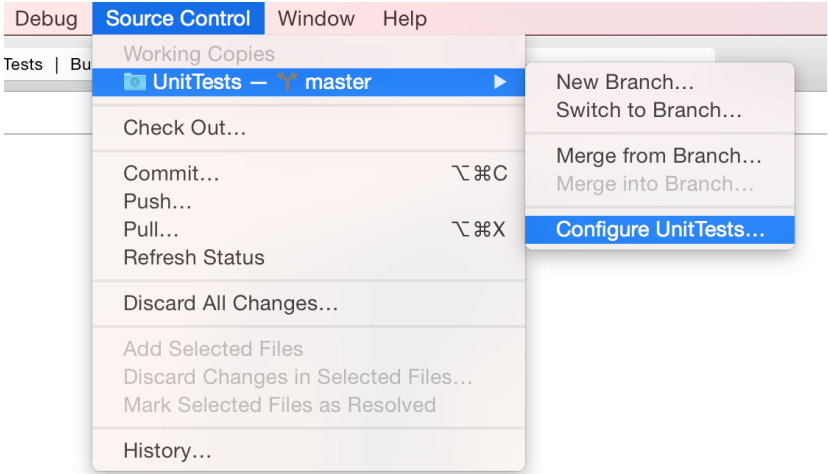 Debug Source Control Window Help
Tests | Bu
Working Copies
UnitTests — master
Check Out...
Commit... ⌥⌘C
Push...
Pull... ⌥⌘X
Refresh Status
Discard All Changes...
Add Selected Files
Discard Changes in Selected Files...
Mark Selected Files as Resolved
History...
New Branch...
Switch to Branch...
Merge from Branch...
Merge into Branch...
Configure UnitTests...